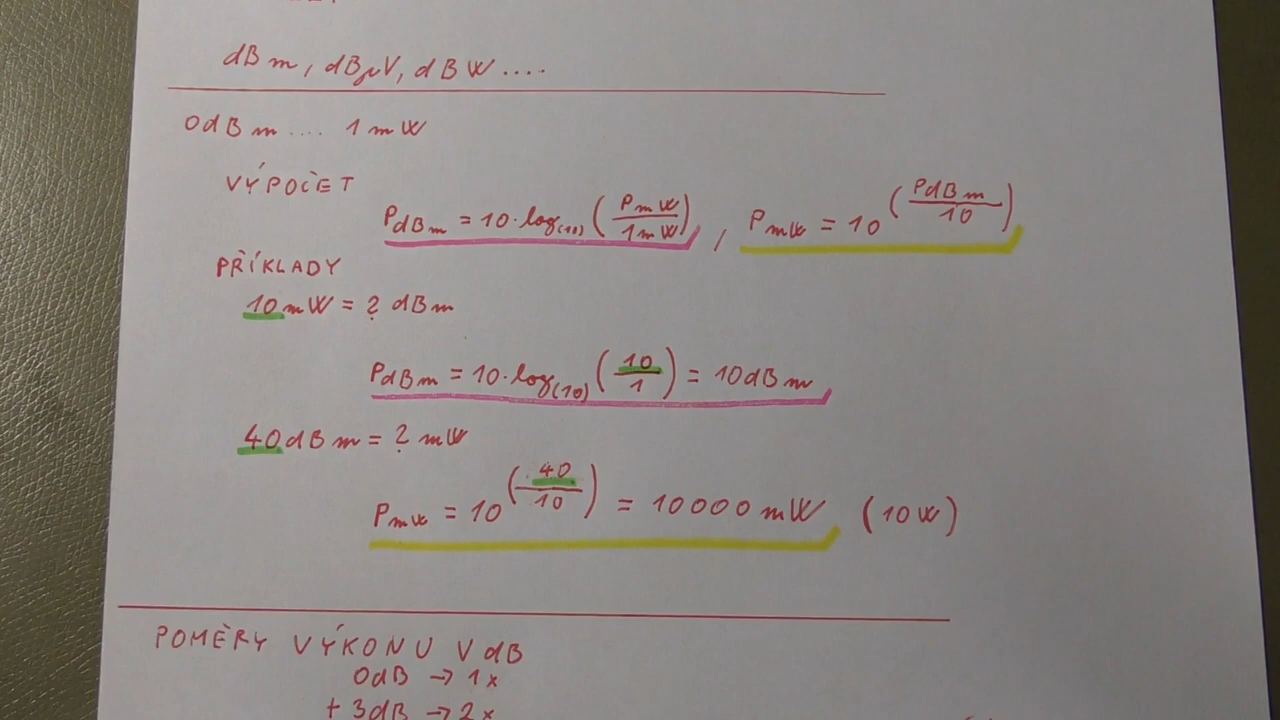 dBm, dBμV, dBW....
0dBm .... 1mW
VÝPOČET
PdBm = 10·log(10) (PmW/1mW) , PmW = 10^(PdBm/10)
PŘÍKLADY
10mW = ? dBm
PdBm = 10·log(10) (10/1) = 10dBm
40dBm = ? mW
PmW = 10^(40/10) = 10000mW (10W)
POMĚRY VÝKONU V dB
0dB → 1x
+ 3dB → 2x